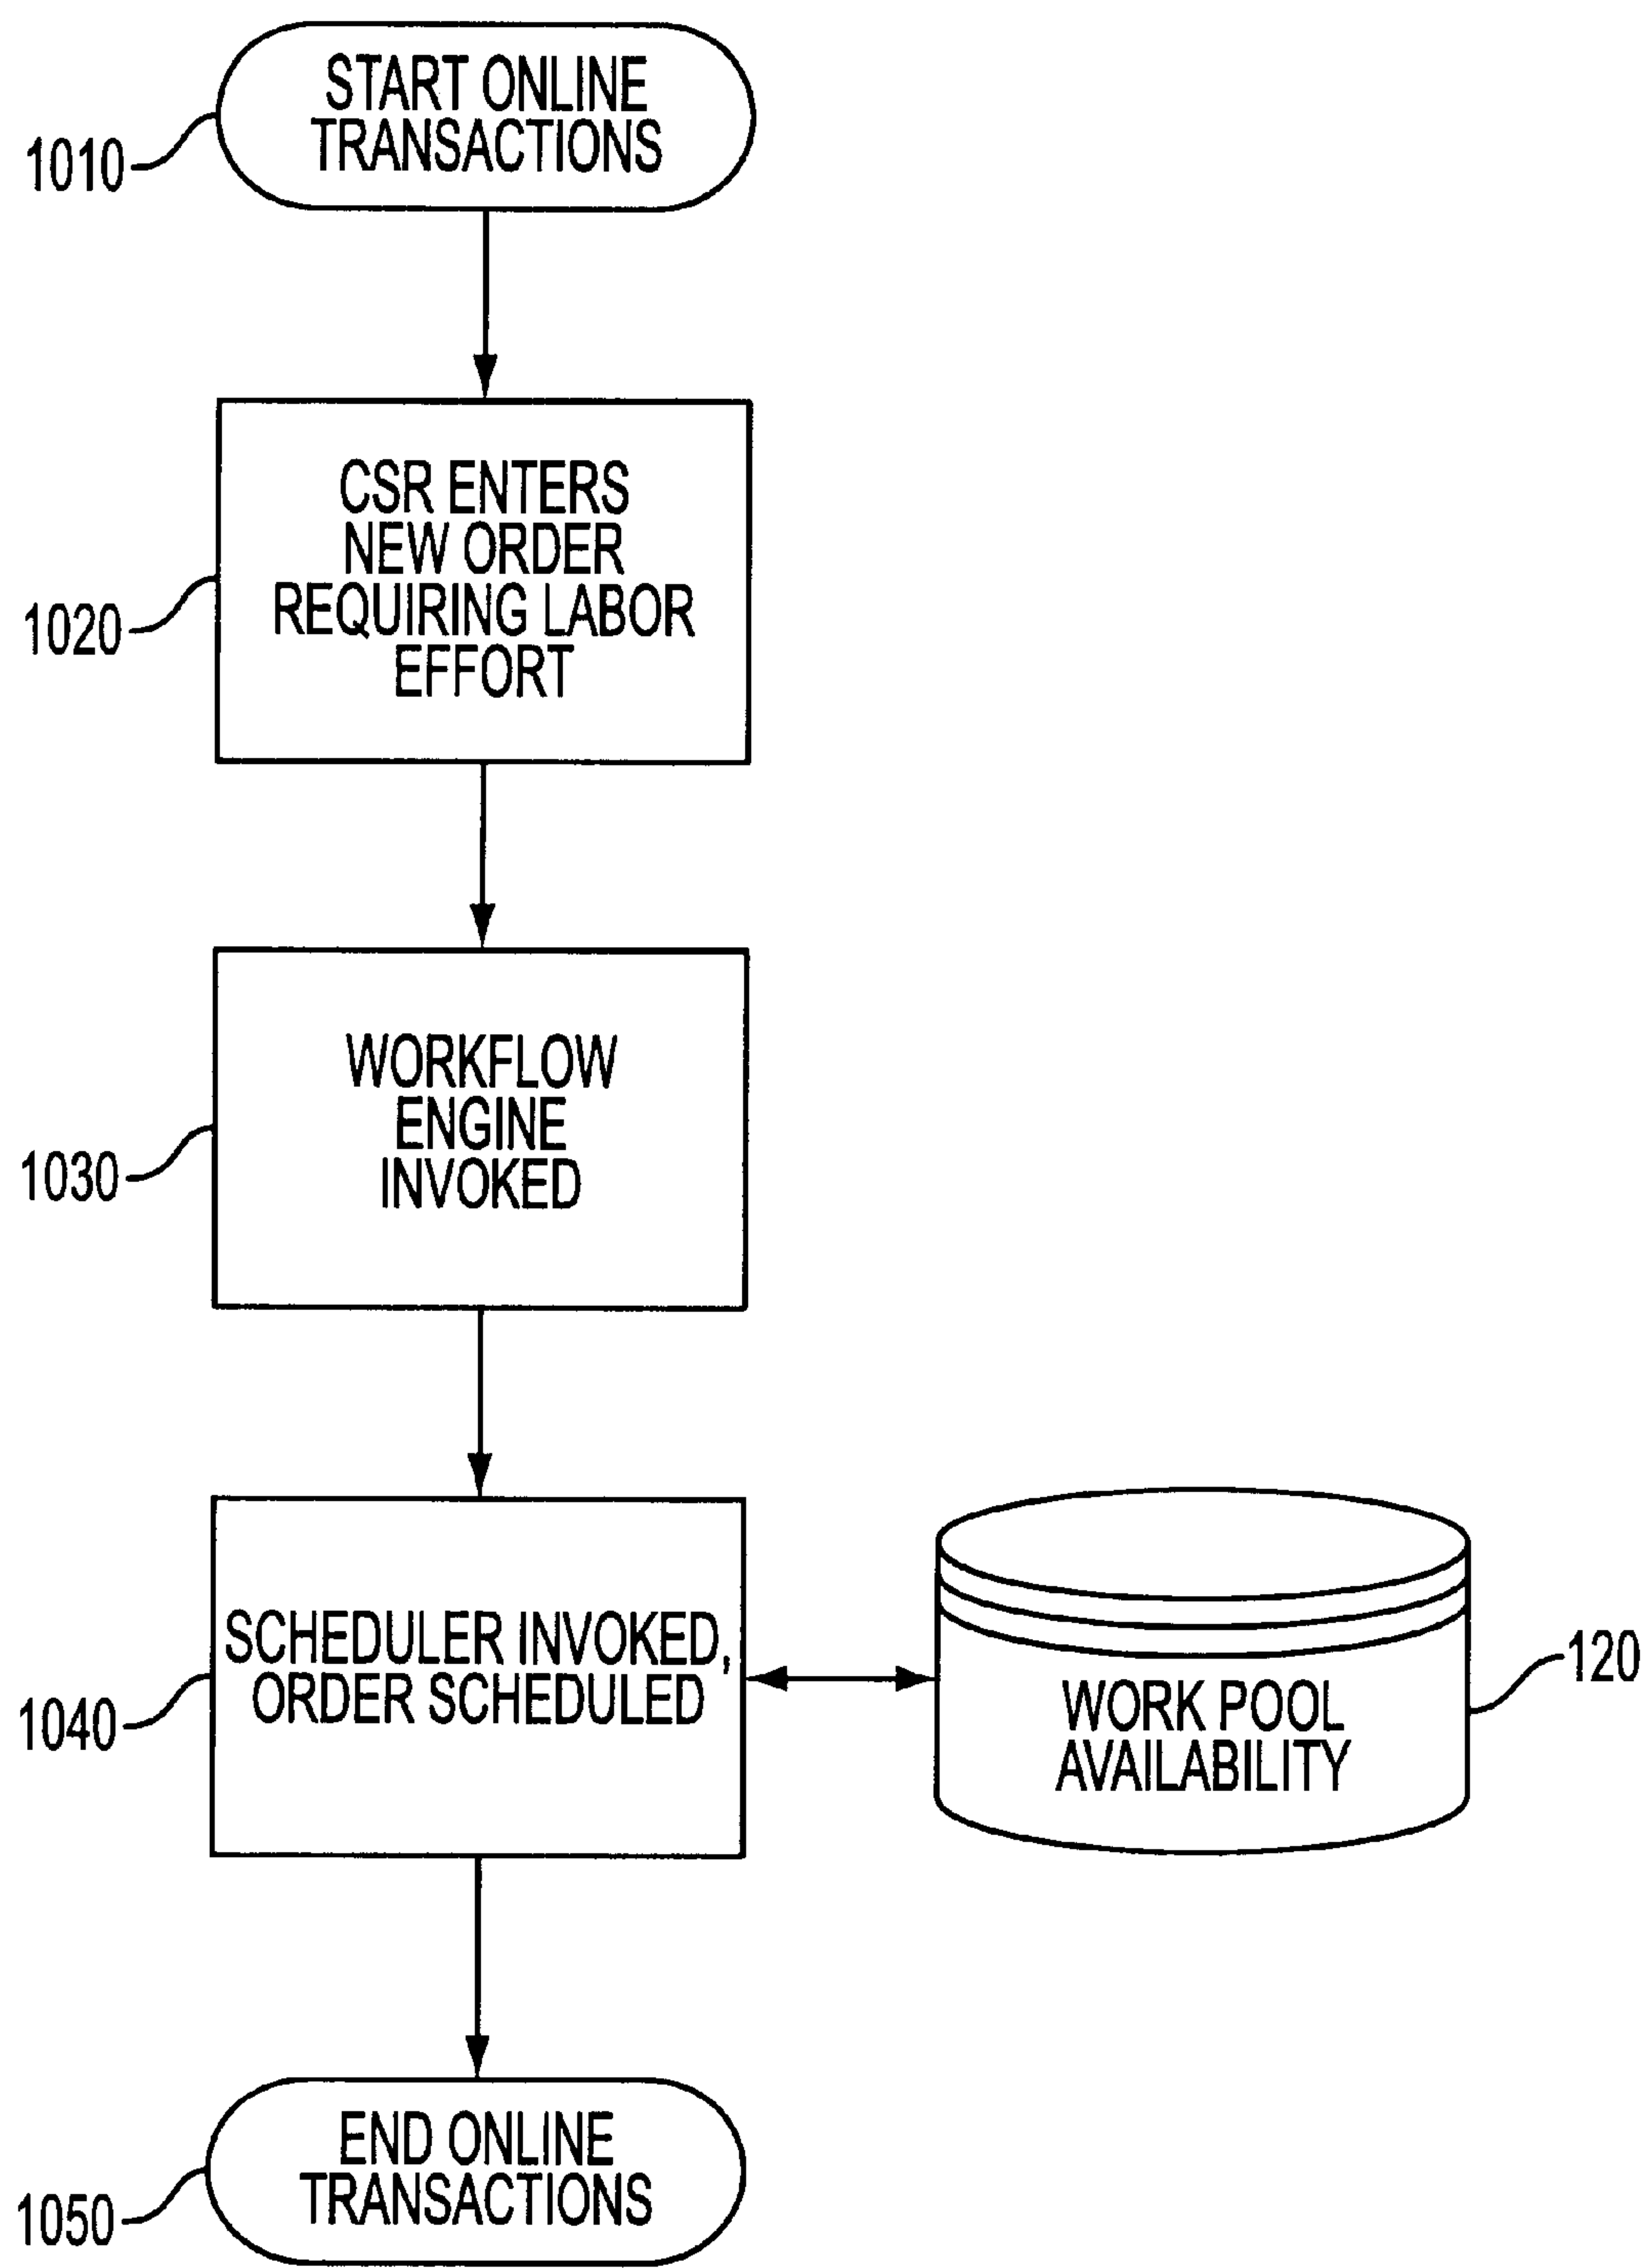 START ONLINE
TRANSACTIONS
1010
CSR ENTERS
NEW ORDER
REQUIRING LABOR
EFFORT
1020
WORKFLOW
ENGINE
INVOKED
1030
SCHEDULER INVOKED,
ORDER SCHEDULED
1040
WORK POOL
AVAILABILITY
120
END ONLINE
TRANSACTIONS
1050